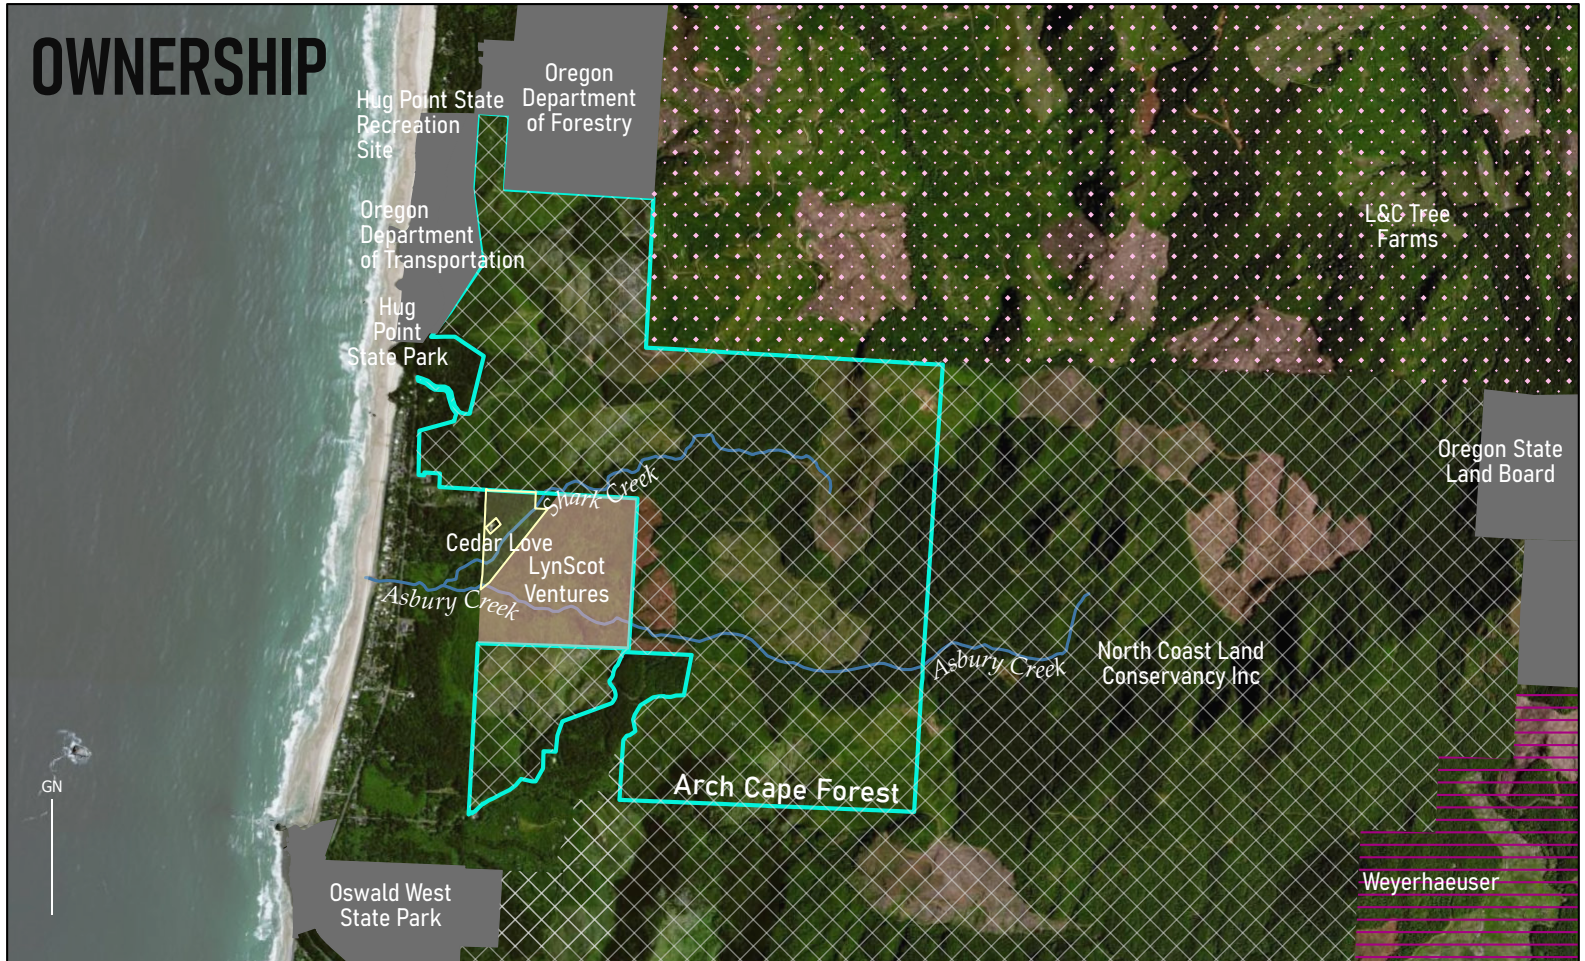 OWNERSHIP
Oregon
Department
of Forestry
Hug Point State
Recreation
Site
Oregon
Department
of Transportation
L&C Tree
Farms
Hug
Point
State Park
Oregon State
Land Board
Shark Creek
Cedar Love
LynScot
Ventures
Asbury Creek
Asbury Creek
North Coast Land
Conservancy Inc
Arch Cape Forest
GN
Weyerhaeuser
Oswald West
State Park